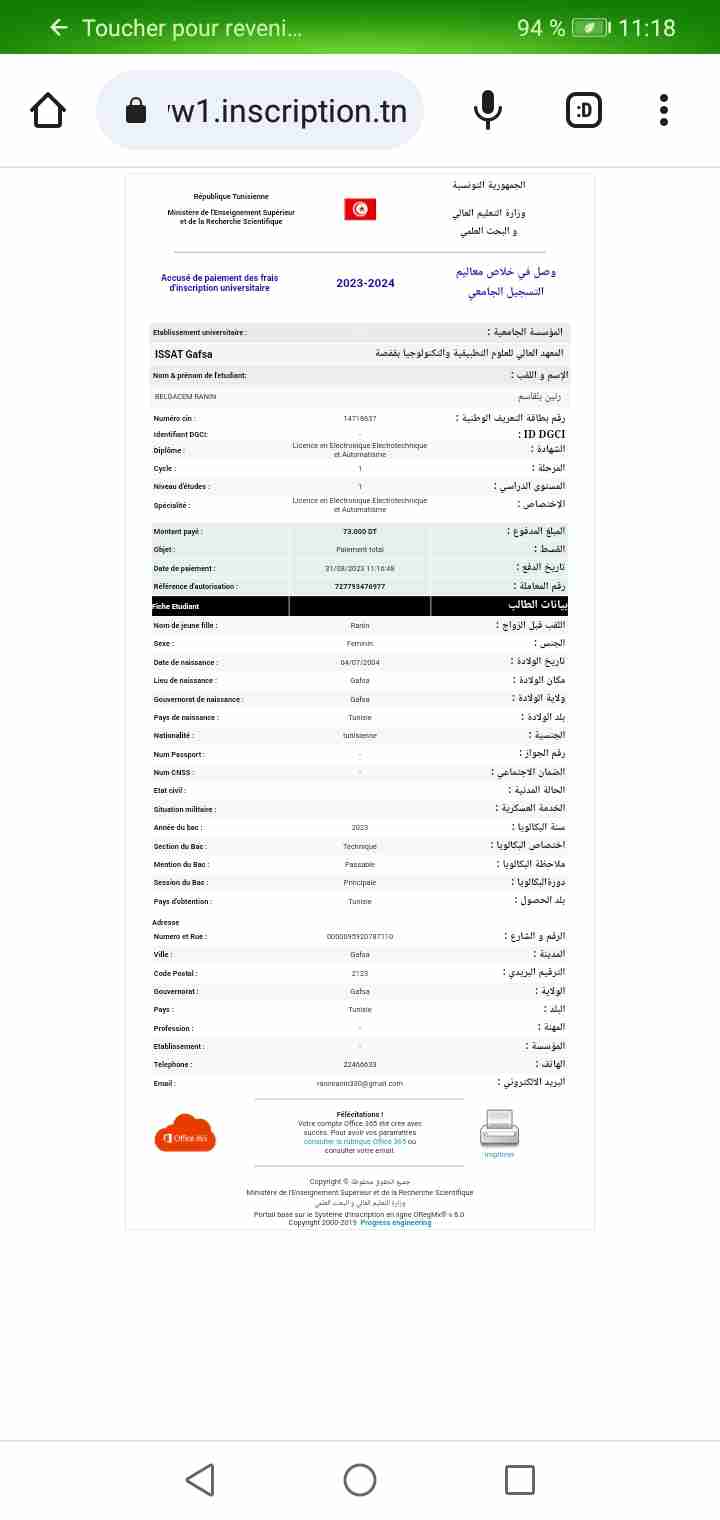 Toucher pour reveni...
94 %
11:18
w1.inscription.tn
:D
République Tunisienne
الجمهورية التونسية
Ministère de l'Enseignement Supérieur
et de la Recherche Scientifique
وزارة التعليم العالي
و البحث العلمي
Accusé de paiement des frais
d'inscription universitaire
2023-2024
وصل في خلاص معاليم
التسجيل الجامعي
Etablissement universitaire :
المؤسسة الجامعية :
ISSAT Gafsa
المعهد العالي للعلوم التطبيقية والتكنولوجيا بقفصة
Nom & prénom de l'etudiant:
الإسم و اللقب :
BELGACEM RANIN
رنين بلقاسم
Numéro cin :
14718637
رقم بطاقة التعريف الوطنية :
Identifiant DGCI:
ID DGCI :
Diplôme :
Licence en Electronique Electrotechnique
et Automatisme
الشهادة :
Cycle :
1
المرحلة :
Niveau d'études :
1
المستوى الدراسي :
Spécialité :
Licence en Electronique Electrotechnique
et Automatisme
الإختصاص :
Montant payé :
73.000 DT
المبلغ المدفوع :
Objet :
Paiement total
القسط :
Date de paiement :
31/08/2023 11:16:48
تاريخ الدفع :
Référence d'autorisation :
727793476977
رقم المعاملة :
Fiche Etudiant
بيانات الطالب
Nom de jeune fille :
Ranin
اللقب قبل الزواج :
Sexe :
Feminin
الجنس :
Date de naissance :
04/07/2004
تاريخ الولادة :
Lieu de naissance :
Gafsa
مكان الولادة :
Gouvernorat de naissance :
Gafsa
ولاية الولادة :
Pays de naissance :
Tunisie
بلد الولادة :
Nationalité :
tunisienne
الجنسية :
Num Passport :
-
رقم الجواز :
Num CNSS :
-
الضمان الاجتماعي :
Etat civil :
الحالة المدنية :
Situation militaire :
الخدمة العسكرية :
Année du bac :
2023
سنة البكالويا :
Section du Bac :
Technique
اختصاص البكالويا :
Mention du Bac :
Passable
ملاحظة البكالويا :
Session du Bac :
Principale
دورةالبكالويا :
Pays d'obtention :
Tunisie
بلد الحصول :
Adresse
Numero et Rue :
0000095920787110
الرقم و الشارع :
Ville :
Gafsa
المدينة :
Code Postal :
2123
الترقيم البريدي :
Gouvernorat :
Gafsa
الولاية :
Pays :
Tunisie
البلد :
Profession :
-
المهنة :
Etablissement :
-
المؤسسة :
Telephone :
22466633
الهاتف :
Email :
raninranin330@gmail.com
البريد الالكتروني :
Office 365
Félécitations !
Votre compte Office 365 été crée avec
succès. Pour avoir vos paramètres
consulter la rubrique Office 365 ou
consulter votre email.
Imprimer
Copyright © جميع الحقوق محفوظة
Ministère de l'Enseignement Supérieur et de la Recherche Scientifique
وزارة التعليم العالي و البحث العلمي
Portail basé sur le Système d'inscription en ligne ORegMx® v 6.0
Copyright 2000-2019 Progress engineering